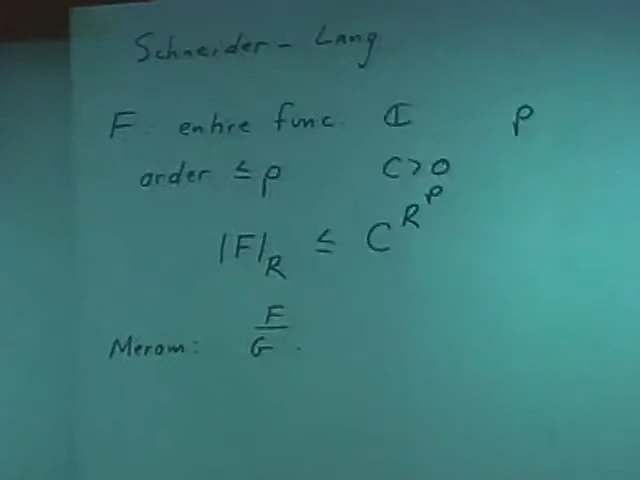 Schneider - Lang
F entire func. ℂ ρ
order ≤ ρ C > 0
|F|_R ≤ C^{R^ρ}
Merom: F/G.